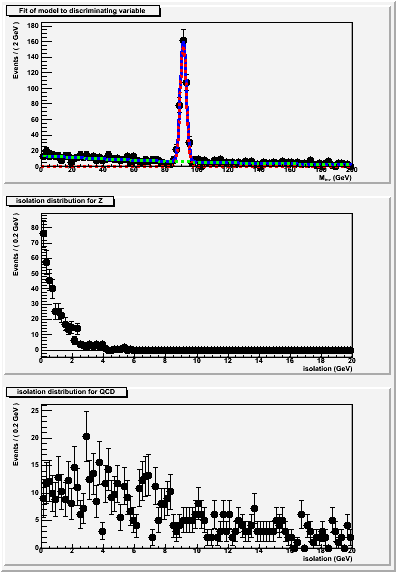 Fit of model to discriminating variable
Events / ( 2 GeV )
180
160
140
120
100
80
60
40
20
0
0 20 40 60 80 100 120 140 160 180 200
M_inv (GeV)
isolation distribution for Z
Events / ( 0.2 GeV )
80
70
60
50
40
30
20
10
0
0 2 4 6 8 10 12 14 16 18 20
isolation (GeV)
isolation distribution for QCD
Events / ( 0.2 GeV )
25
20
15
10
5
0
0 2 4 6 8 10 12 14 16 18 20
isolation (GeV)